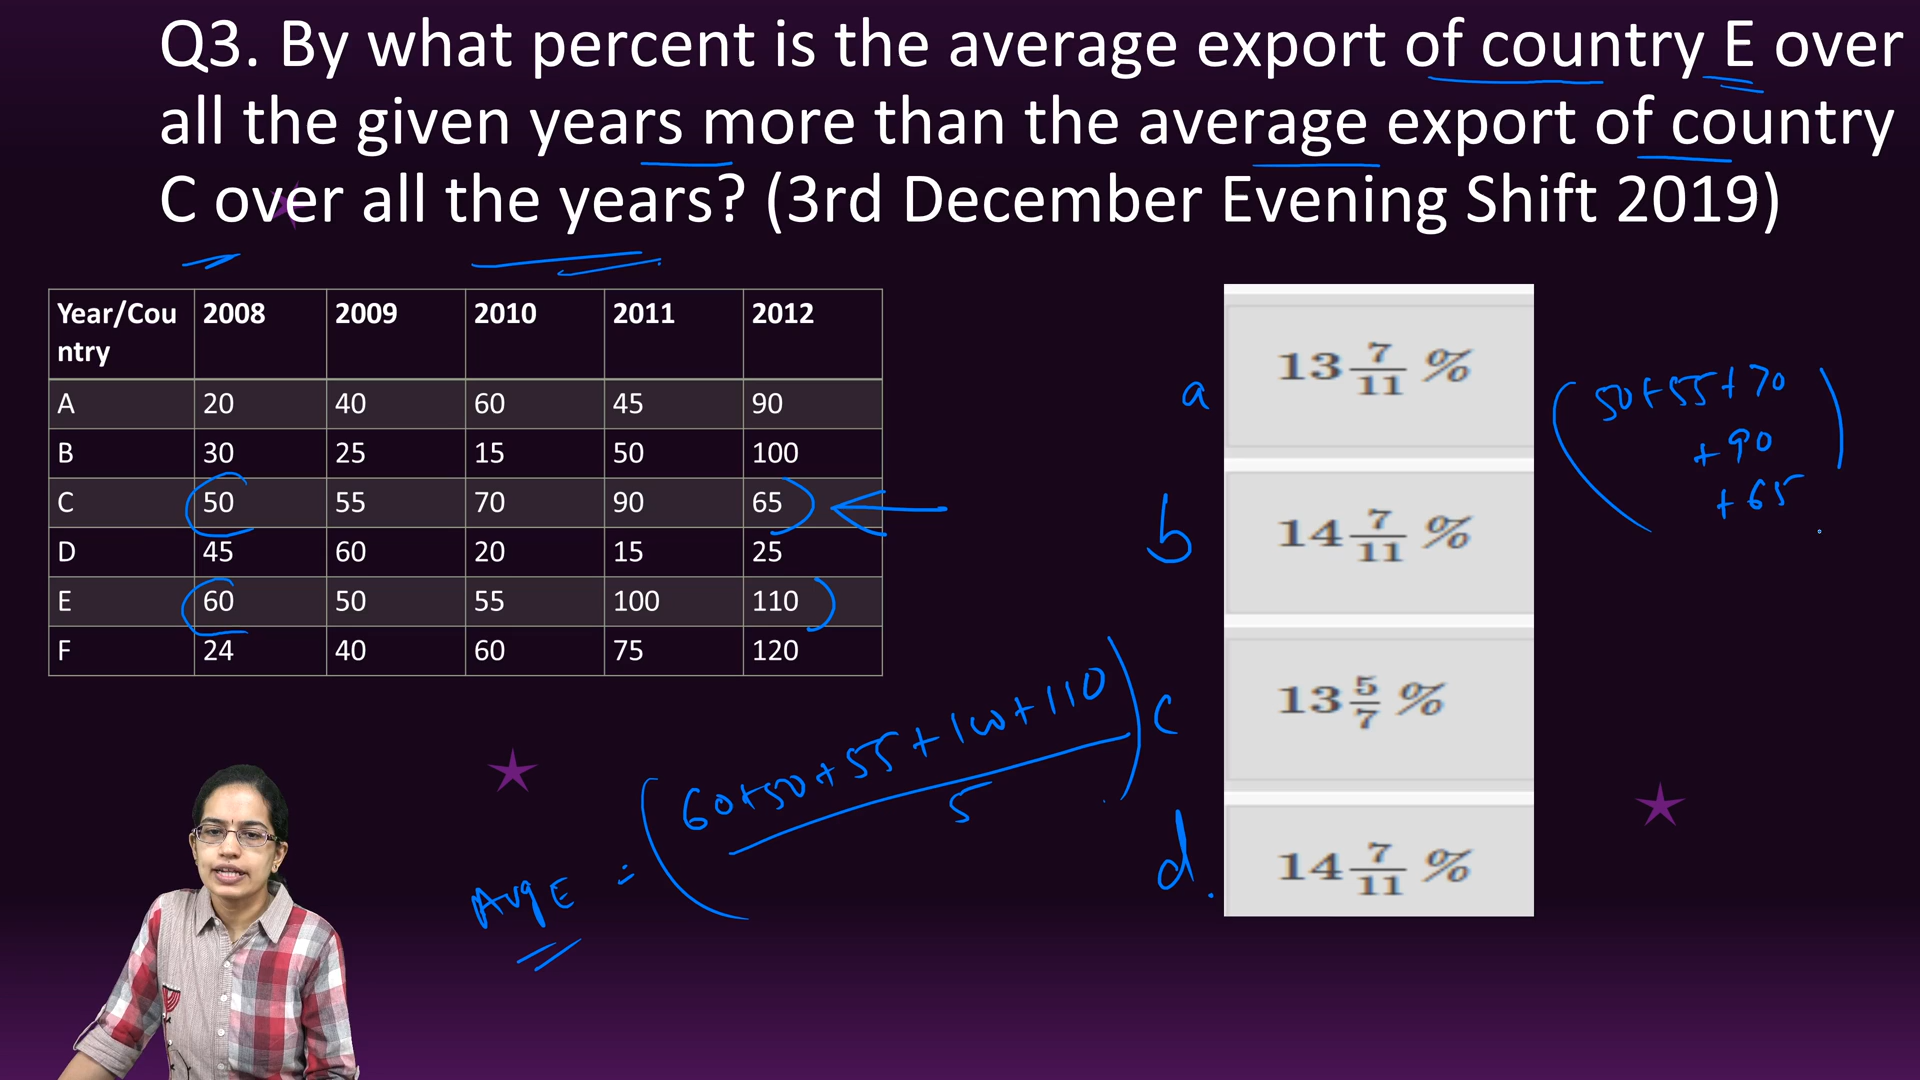 Q3. By what percent is the average export of country E over
all the given years more than the average export of country
C over all the years? (3rd December Evening Shift 2019)
Year/Cou
ntry 2008 2009 2010 2011 2012
A 20 40 60 45 90
B 30 25 15 50 100
C 50 55 70 90 65
D 45 60 20 15 25
E 60 50 55 100 110
F 24 40 60 75 120
a 13 7/11 %
b 14 7/11 %
c 13 5/7 %
d. 14 7/11 %
(50+55+70
+90
+65)
Avg E = (60+50+55+100+110)
5